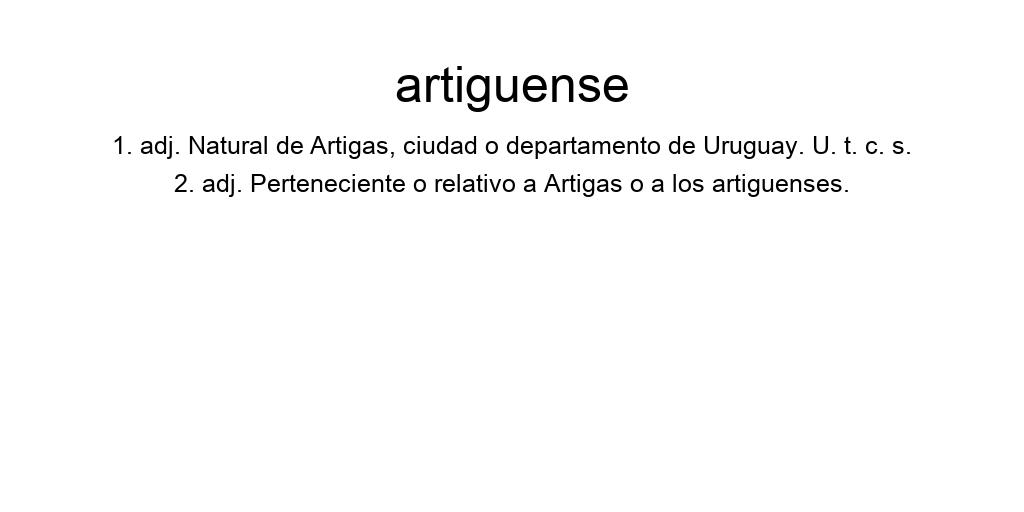 artiguense
1. adj. Natural de Artigas, ciudad o departamento de Uruguay. U. t. c. s.
2. adj. Perteneciente o relativo a Artigas o a los artiguenses.